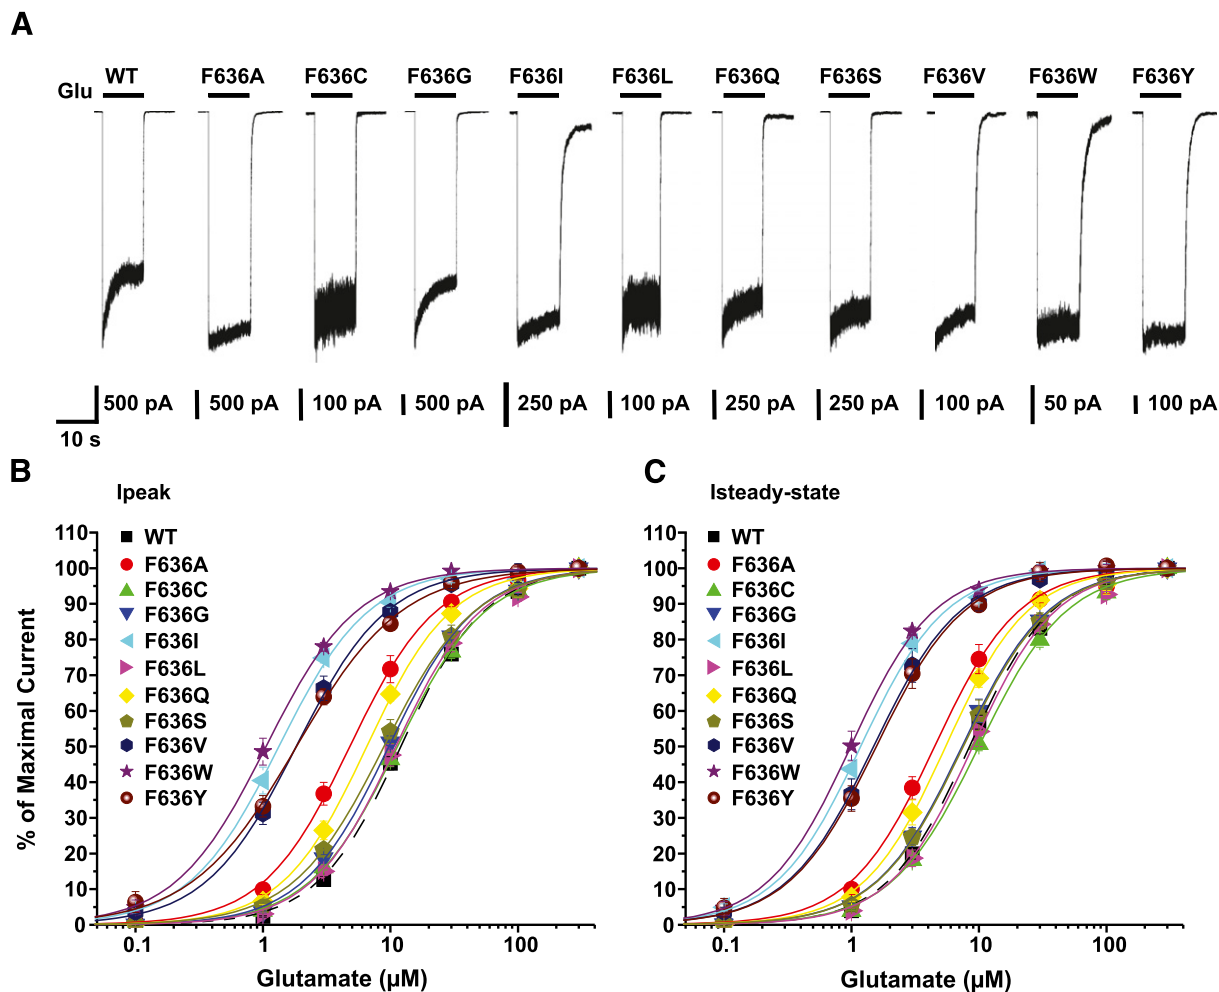 A
WT F636A F636C F636G F636I F636L F636Q F636S F636V F636W F636Y
Glu
500 pA 500 pA 100 pA 500 pA 250 pA 100 pA 250 pA 250 pA 100 pA 50 pA 100 pA
10 s
B
Ipeak
% of Maximal Current
110
100
90
80
70
60
50
40
30
20
10
0
WT
F636A
F636C
F636G
F636I
F636L
F636Q
F636S
F636V
F636W
F636Y
0.1 1 10 100
Glutamate (µM)
C
Isteady-state
110
100
90
80
70
60
50
40
30
20
10
0
WT
F636A
F636C
F636G
F636I
F636L
F636Q
F636S
F636V
F636W
F636Y
0.1 1 10 100
Glutamate (µM)